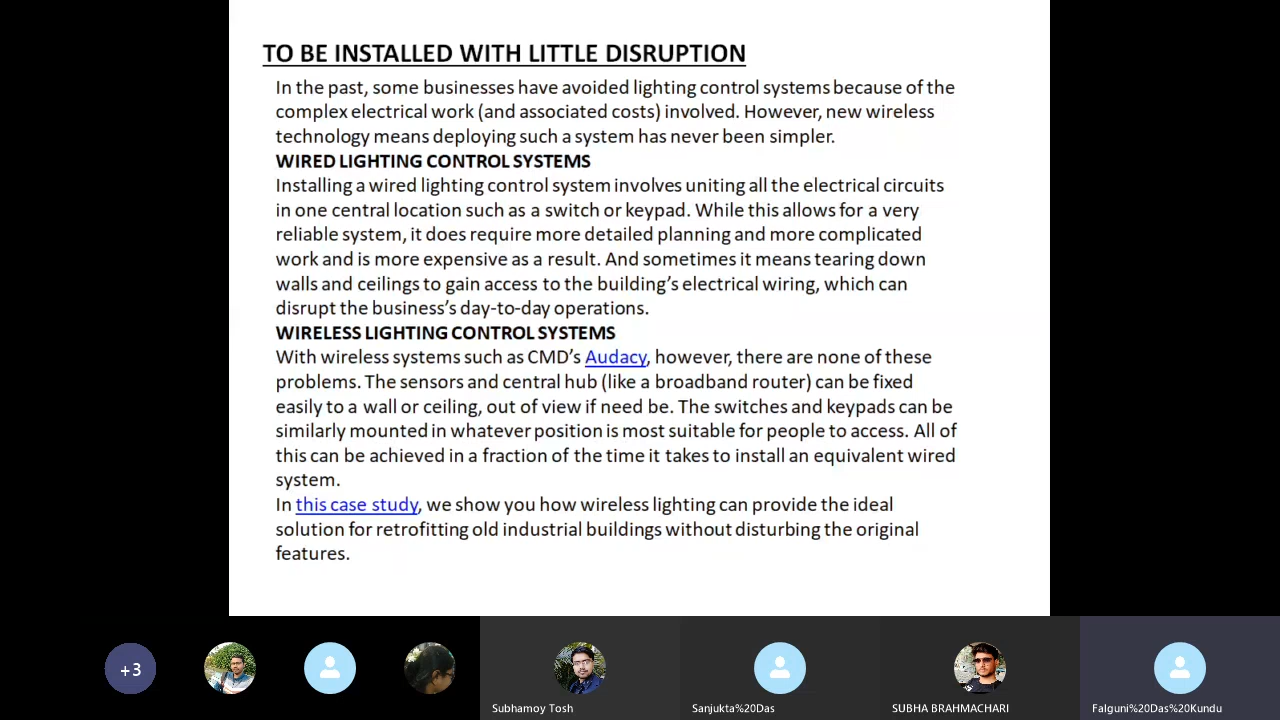 TO BE INSTALLED WITH LITTLE DISRUPTION
In the past, some businesses have avoided lighting control systems because of the
complex electrical work (and associated costs) involved. However, new wireless
technology means deploying such a system has never been simpler.
WIRED LIGHTING CONTROL SYSTEMS
Installing a wired lighting control system involves uniting all the electrical circuits
in one central location such as a switch or keypad. While this allows for a very
reliable system, it does require more detailed planning and more complicated
work and is more expensive as a result. And sometimes it means tearing down
walls and ceilings to gain access to the building’s electrical wiring, which can
disrupt the business’s day-to-day operations.
WIRELESS LIGHTING CONTROL SYSTEMS
With wireless systems such as CMD’s Audacy, however, there are none of these
problems. The sensors and central hub (like a broadband router) can be fixed
easily to a wall or ceiling, out of view if need be. The switches and keypads can be
similarly mounted in whatever position is most suitable for people to access. All of
this can be achieved in a fraction of the time it takes to install an equivalent wired
system.
In this case study, we show you how wireless lighting can provide the ideal
solution for retrofitting old industrial buildings without disturbing the original
features.
+3
Subhamoy Tosh
Sanjukta%20Das
SUBHA BRAHMACHARI
Falguni%20Das%20Kundu